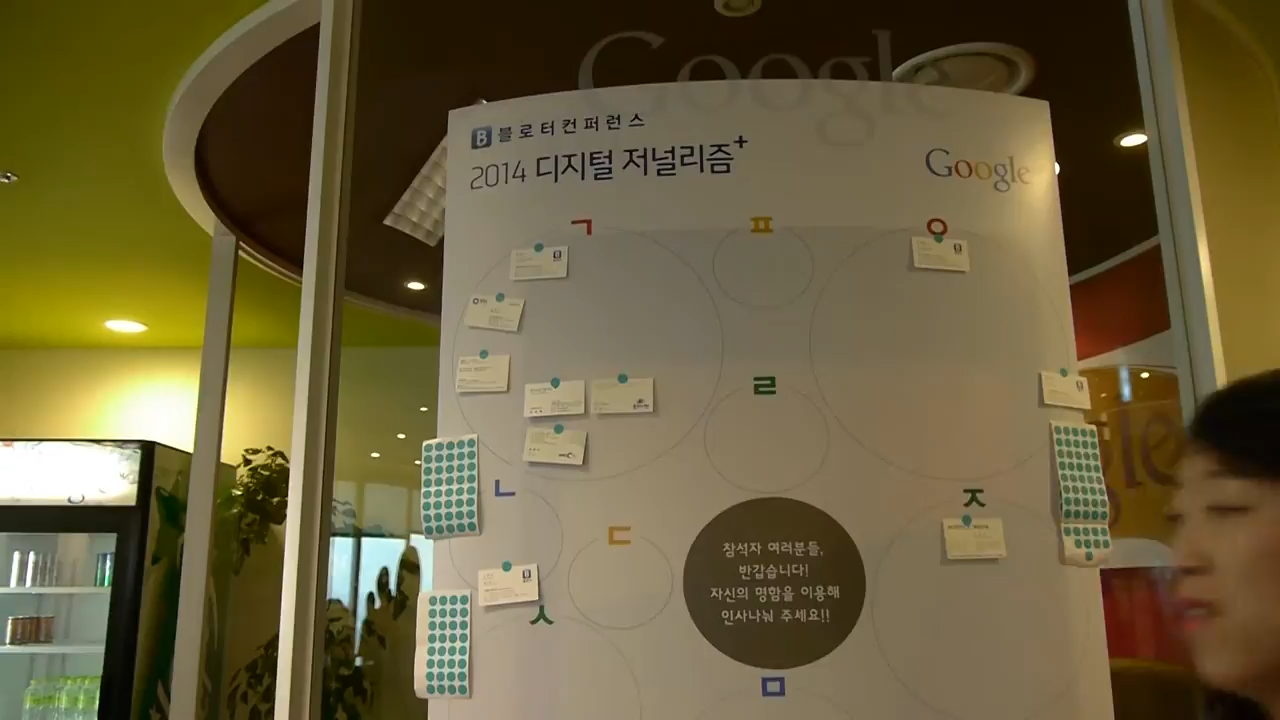 Google
B 블로터컨퍼런스
2014 디지털 저널리즘+
Google
ㄱ ㅍ ㅇ
ㄹ
ㄴ ㄷ ㅈ
참석자 여러분들,
반갑습니다!
자신의 명함을 이용해
인사나눠 주세요!!
ㅅ
ㅁ